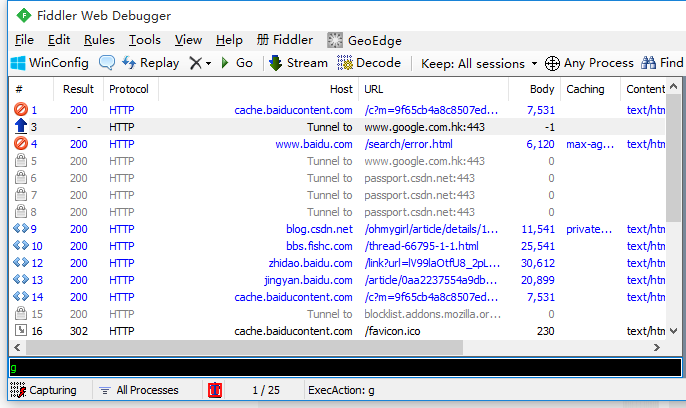 Fiddler Web Debugger
File Edit Rules Tools View Help 册 Fiddler GeoEdge
WinConfig Replay Go Stream Decode Keep: All sessions Any Process Find
# Result Protocol Host URL Body Caching Content
1 200 HTTP cache.baiducontent.com /c?m=9f65cb4a8c8507ed... 7,531 text/htm
3 - HTTP Tunnel to www.google.com.hk:443 -1
4 200 HTTP www.baidu.com /search/error.html 6,120 max-ag... text/htm
5 200 HTTP Tunnel to www.google.com.hk:443 0
6 200 HTTP Tunnel to passport.csdn.net:443 0
7 200 HTTP Tunnel to passport.csdn.net:443 0
8 200 HTTP Tunnel to passport.csdn.net:443 0
9 200 HTTP blog.csdn.net /ohmygirl/article/details/1... 11,541 private... text/htm
10 200 HTTP bbs.fishc.com /thread-66795-1-1.html 25,541 text/htm
12 200 HTTP zhidao.baidu.com /link?url=lV99laOtfU8_2pL... 30,612 text/htm
13 200 HTTP jingyan.baidu.com /article/0aa2237554a9db... 20,899 text/htm
14 200 HTTP cache.baiducontent.com /c?m=9f65cb4a8c8507ed... 7,531 text/htm
15 200 HTTP Tunnel to blocklist.addons.mozilla.or... 0
16 302 HTTP cache.baiducontent.com /favicon.ico 230 text/htm
g
Capturing All Processes 1 / 25 ExecAction: g